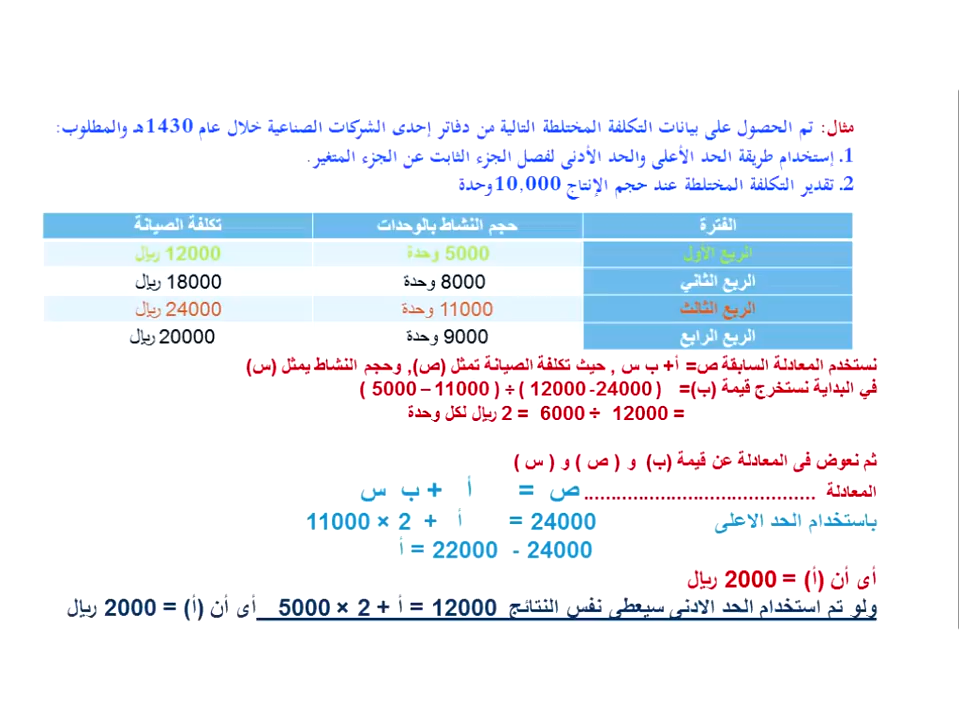 مثال: تم الحصول على بيانات التكلفة المختلطة التالية من دفاتر إحدى الشركات الصناعية خلال عام 1430هـ والمطلوب:
1. إستخدام طريقة الحد الأعلى والحد الأدنى لفصل الجزء الثابت عن الجزء المتغير.
2. تقدير التكلفة المختلطة عند حجم الإنتاج 10,000 وحدة
الفترة حجم النشاط بالوحدات تكلفة الصيانة
الربع الأول 5000 وحدة 12000 ريال
الربع الثاني 8000 وحدة 18000 ريال
الربع الثالث 11000 وحدة 24000 ريال
الربع الرابع 9000 وحدة 20000 ريال
نستخدم المعادلة السابقة ص= أ+ ب س , حيث تكلفة الصيانة تمثل (ص), وحجم النشاط يمثل (س)
في البداية نستخرج قيمة (ب)= ( 24000-12000 ) ÷ ( 11000 – 5000 )
= 12000 ÷ 6000 = 2 ريال لكل وحدة
ثم نعوض فى المعادلة عن قيمة (ب) و ( ص ) و ( س )
المعادلة ........................................... ص = أ + ب س
باستخدام الحد الاعلى 24000 = أ + 2 × 11000
24000 - 22000 = أ
أى أن (أ) = 2000 ريال
ولو تم استخدام الحد الادنى سيعطى نفس النتائج 12000 = أ + 2 × 5000 أى أن (أ) = 2000 ريال